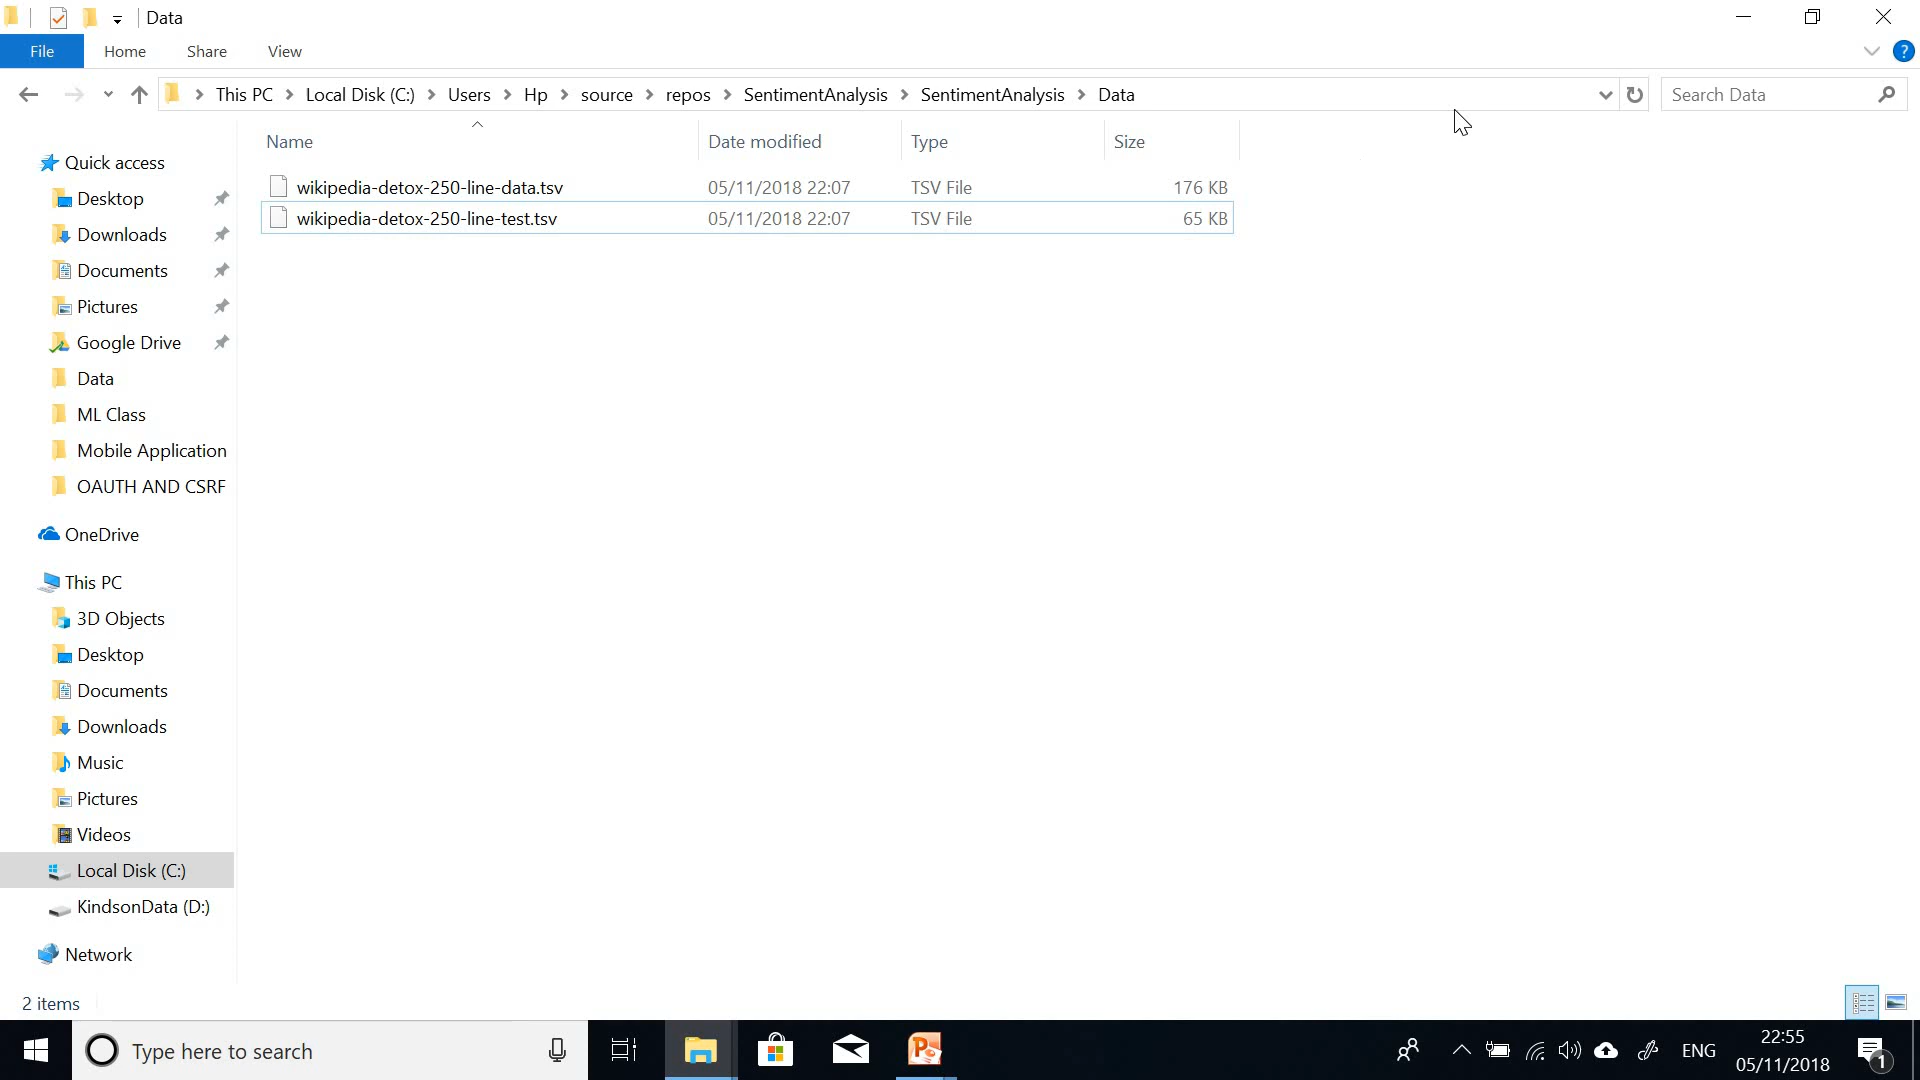 Data
File Home Share View
This PC Local Disk (C:) Users Hp source repos SentimentAnalysis SentimentAnalysis Data
Search Data
Name Date modified Type Size
wikipedia-detox-250-line-data.tsv 05/11/2018 22:07 TSV File 176 KB
wikipedia-detox-250-line-test.tsv 05/11/2018 22:07 TSV File 65 KB
Quick access
Desktop
Downloads
Documents
Pictures
Google Drive
Data
ML Class
Mobile Application
OAUTH AND CSRF
OneDrive
This PC
3D Objects
Desktop
Documents
Downloads
Music
Pictures
Videos
Local Disk (C:)
KindsonData (D:)
Network
2 items
Type here to search
ENG
22:55
05/11/2018
1